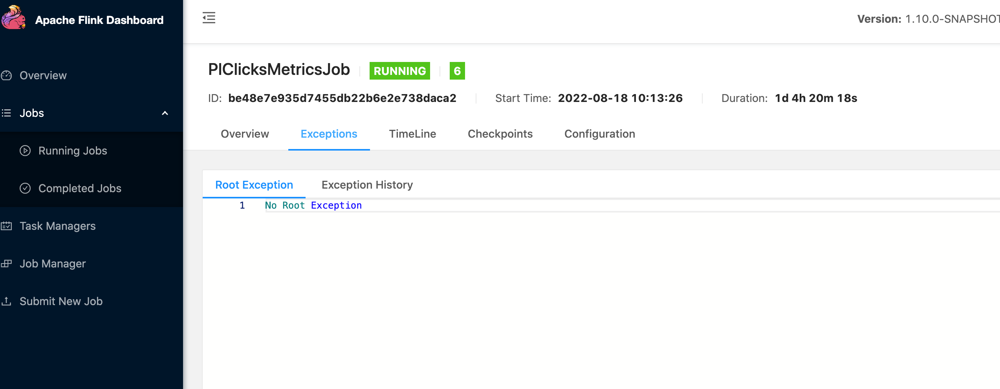 Apache Flink Dashboard
Version: 1.10.0-SNAPSHOT
Overview
Jobs
Running Jobs
Completed Jobs
Task Managers
Job Manager
Submit New Job
PIClicksMetricsJob RUNNING 6
ID: be48e7e935d7455db22b6e2e738daca2 Start Time: 2022-08-18 10:13:26 Duration: 1d 4h 20m 18s
Overview Exceptions TimeLine Checkpoints Configuration
Root Exception Exception History
1 No Root Exception